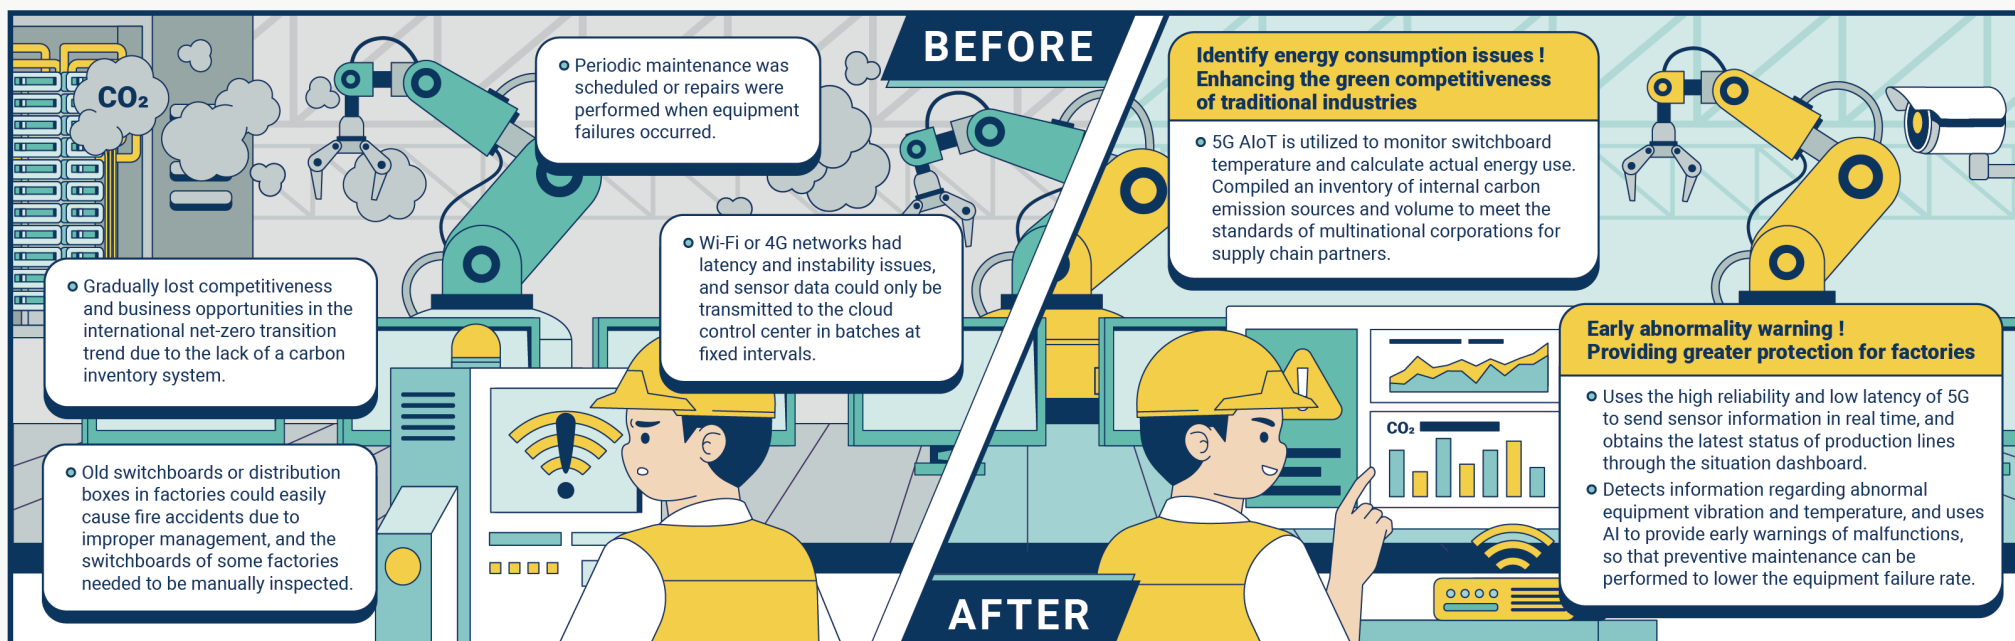 BEFORE
CO₂
Periodic maintenance was
scheduled or repairs were
performed when equipment
failures occurred.
Wi-Fi or 4G networks had
latency and instability issues,
and sensor data could only be
transmitted to the cloud
control center in batches at
fixed intervals.
Gradually lost competitiveness
and business opportunities in the
international net-zero transition
trend due to the lack of a carbon
inventory system.
Old switchboards or distribution
boxes in factories could easily
cause fire accidents due to
improper management, and the
switchboards of some factories
needed to be manually inspected.
AFTER
Identify energy consumption issues !
Enhancing the green competitiveness
of traditional industries
5G AIoT is utilized to monitor switchboard
temperature and calculate actual energy use.
Compiled an inventory of internal carbon
emission sources and volume to meet the
standards of multinational corporations for
supply chain partners.
CO₂
Early abnormality warning !
Providing greater protection for factories
Uses the high reliability and low latency of 5G
to send sensor information in real time, and
obtains the latest status of production lines
through the situation dashboard.
Detects information regarding abnormal
equipment vibration and temperature, and uses
AI to provide early warnings of malfunctions,
so that preventive maintenance can be
performed to lower the equipment failure rate.